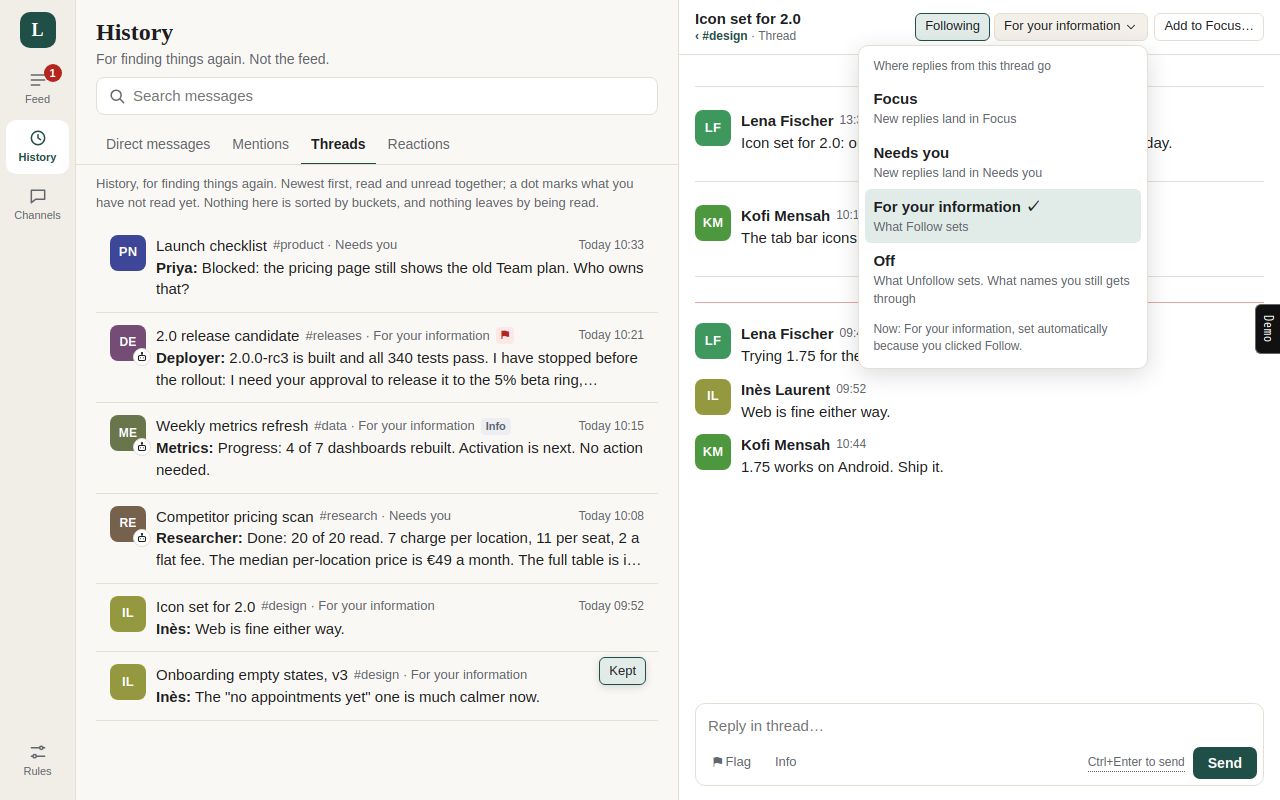 L
Feed
1
History
Channels
Rules
History
For finding things again. Not the feed.
Search messages
Direct messages
Mentions
Threads
Reactions
History, for finding things again. Newest first, read and unread together; a dot marks what you
have not read yet. Nothing here is sorted by buckets, and nothing leaves by being read.
PN
Launch checklist #product · Needs you Today 10:33
Priya: Blocked: the pricing page still shows the old Team plan. Who owns
that?
DE
2.0 release candidate #releases · For your information Today 10:21
Deployer: 2.0.0-rc3 is built and all 340 tests pass. I have stopped before
the rollout: I need your approval to release it to the 5% beta ring,…
ME
Weekly metrics refresh #data · For your information Info Today 10:15
Metrics: Progress: 4 of 7 dashboards rebuilt. Activation is next. No action
needed.
RE
Competitor pricing scan #research · Needs you Today 10:08
Researcher: Done: 20 of 20 read. 7 charge per location, 11 per seat, 2 a
flat fee. The median per-location price is €49 a month. The full table is i…
IL
Icon set for 2.0 #design · For your information Today 09:52
Inès: Web is fine either way.
IL
Onboarding empty states, v3 #design · For your information
Kept
Inès: The "no appointments yet" one is much calmer now.
Icon set for 2.0
‹ #design · Thread
Following
For your information
Add to Focus…
Where replies from this thread go
Focus
New replies land in Focus
Needs you
New replies land in Needs you
For your information ✓
What Follow sets
Off
What Unfollow sets. What names you still gets
through
Now: For your information, set automatically
because you clicked Follow.
LF
Lena Fischer
Icon set for 2.0: day.
KM
Kofi Mensah
The tab bar icons
LF
Lena Fischer
Trying 1.75 for the
IL
Inès Laurent 09:52
Web is fine either way.
KM
Kofi Mensah 10:44
1.75 works on Android. Ship it.
Demo
Reply in thread…
Flag
Info
Ctrl+Enter to send
Send